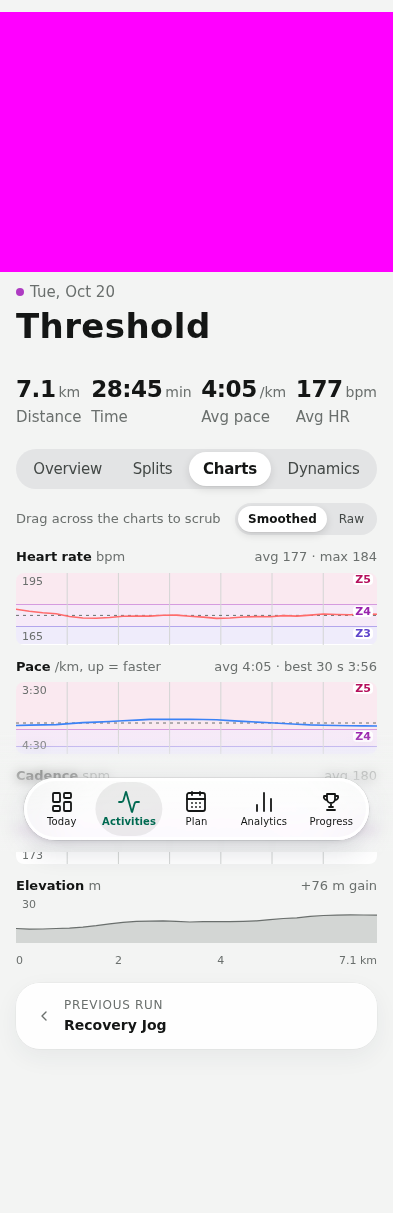 Tue, Oct 20
Threshold
7.1 km 28:45 min 4:05 /km 177 bpm
Distance Time Avg pace Avg HR
Overview Splits Charts Dynamics
Drag across the charts to scrub Smoothed Raw
Heart rate bpm avg 177 · max 184
195 Z5
Z4
165 Z3
Pace /km, up = faster avg 4:05 · best 30 s 3:56
3:30 Z5
Z4
4:30
Cadence spm avg 180
Today Activities Plan Analytics Progress
173
Elevation m +76 m gain
30
0 2 4 7.1 km
PREVIOUS RUN
Recovery Jog